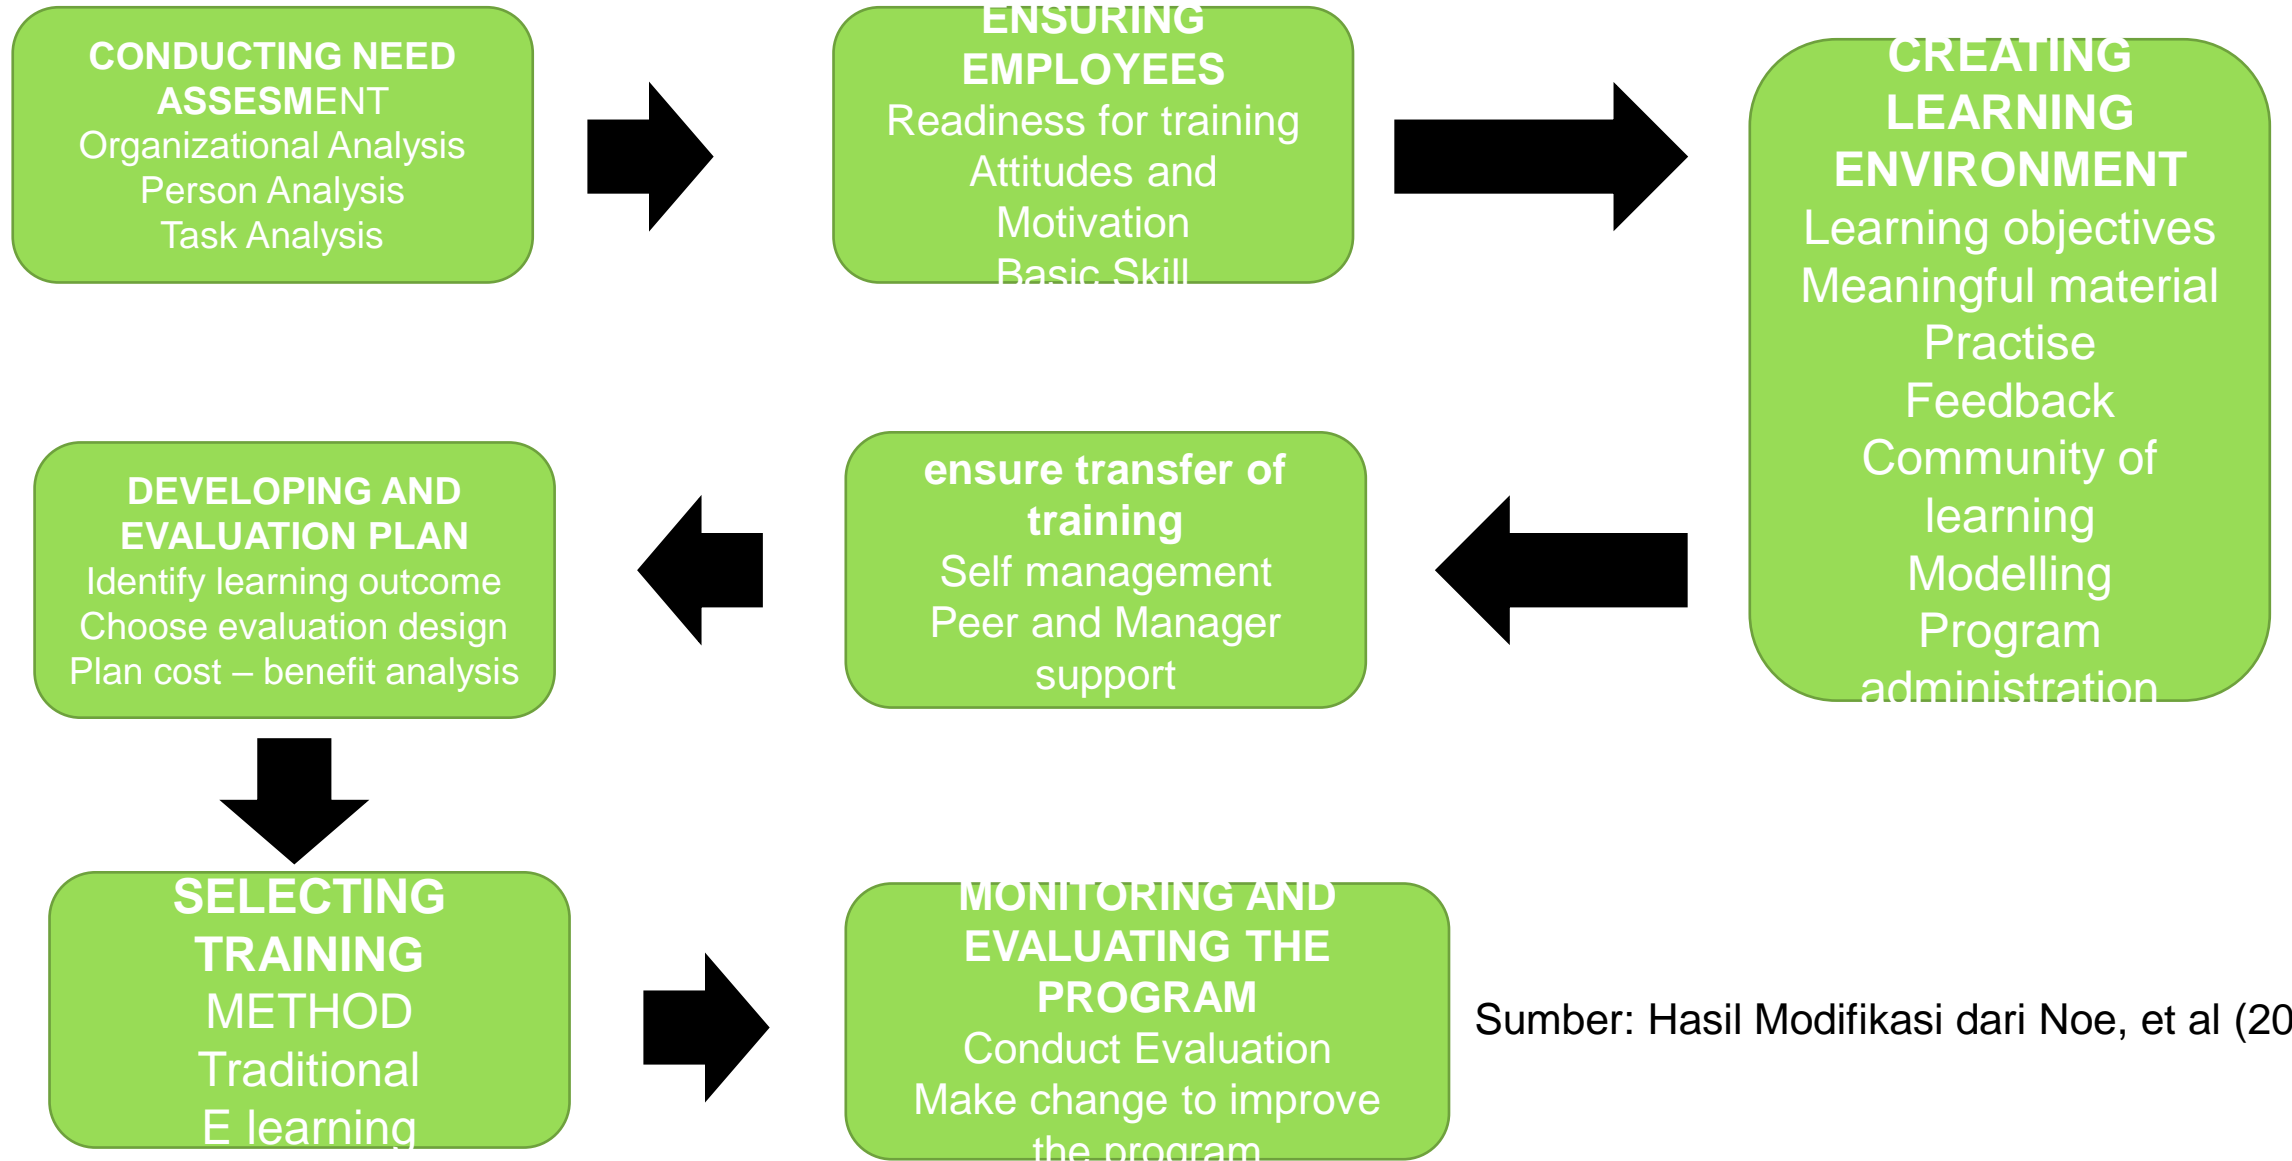 CONDUCTING NEED
ASSESMENT
Organizational Analysis
Person Analysis
Task Analysis
ENSURING
EMPLOYEES
Readiness for training
Attitudes and
Motivation
Basic Skill
CREATING
LEARNING
ENVIRONMENT
Learning objectives
Meaningful material
Practise
Feedback
Community of
learning
Modelling
Program
administration
ensure transfer of
training
Self management
Peer and Manager
support
DEVELOPING AND
EVALUATION PLAN
Identify learning outcome
Choose evaluation design
Plan cost – benefit analysis
SELECTING
TRAINING
METHOD
Traditional
E learning
MONITORING AND
EVALUATING THE
PROGRAM
Conduct Evaluation
Make change to improve
the program
Sumber: Hasil Modifikasi dari Noe, et al (20